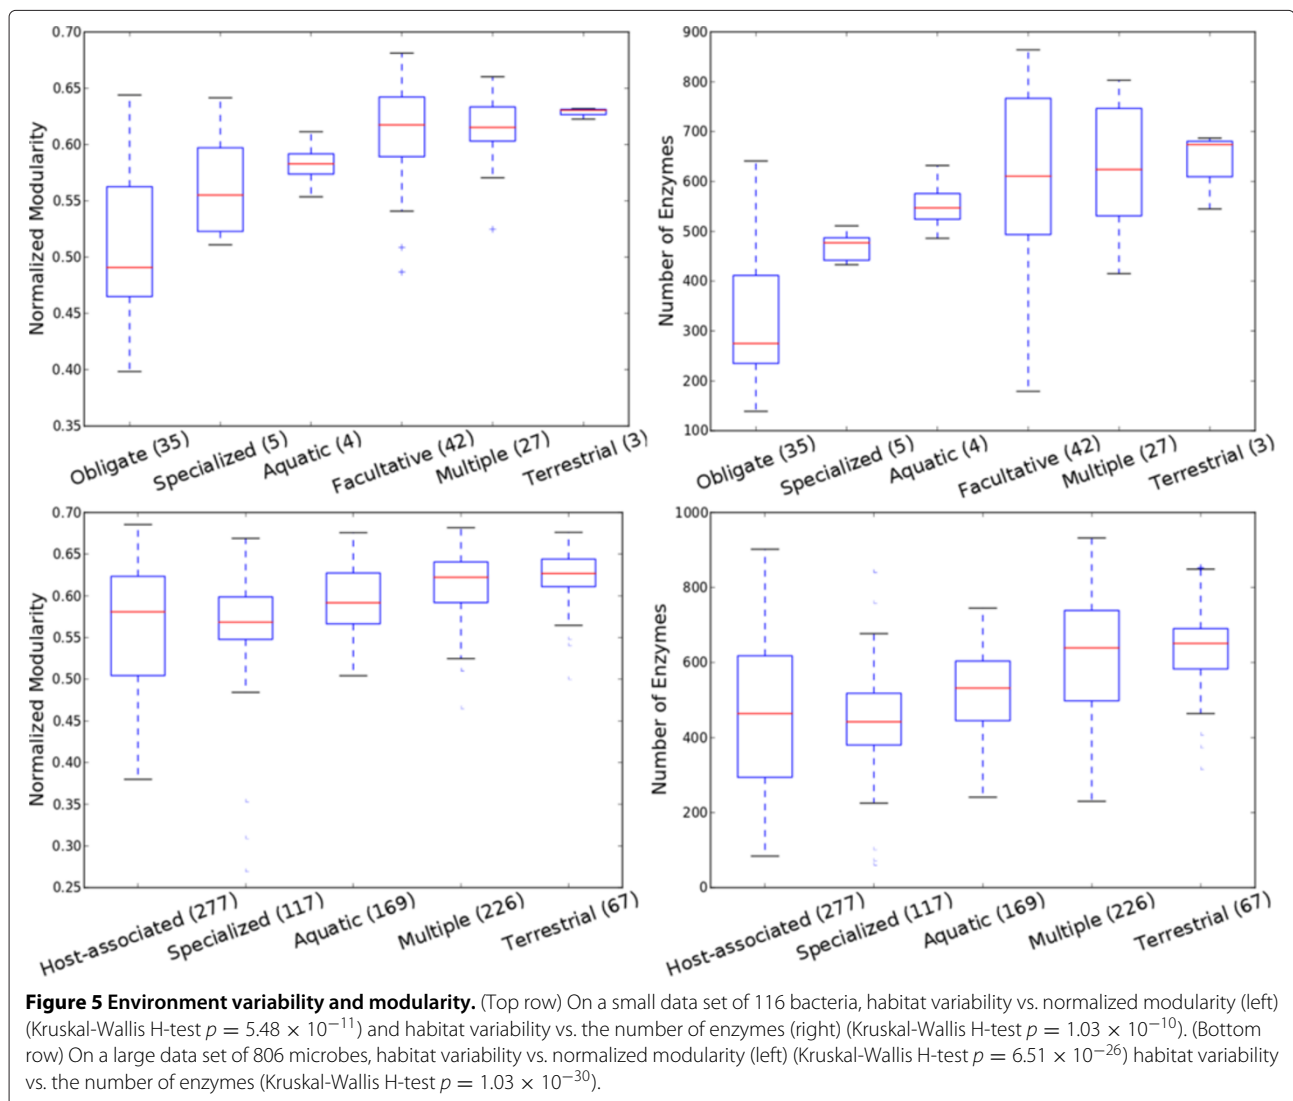 0.70
0.65
0.60
0.55
0.50
0.45
0.40
0.35
Normalized Modularity
Obligate (35)
Specialized (5)
Aquatic (4)
Facultative (42)
Multiple (27)
Terrestrial (3)
900
800
700
600
500
400
300
200
100
Number of Enzymes
Obligate (35)
Specialized (5)
Aquatic (4)
Facultative (42)
Multiple (27)
Terrestrial (3)
0.70
0.65
0.60
0.55
0.50
0.45
0.40
0.35
0.30
0.25
Normalized Modularity
Host-associated (277)
Specialized (117)
Aquatic (169)
Multiple (226)
Terrestrial (67)
1000
800
600
400
200
0
Number of Enzymes
Host-associated (277)
Specialized (117)
Aquatic (169)
Multiple (226)
Terrestrial (67)
Figure 5 Environment variability and modularity. (Top row) On a small data set of 116 bacteria, habitat variability vs. normalized modularity (left)
(Kruskal-Wallis H-test p = 5.48 × 10⁻¹¹) and habitat variability vs. the number of enzymes (right) (Kruskal-Wallis H-test p = 1.03 × 10⁻¹⁰). (Bottom
row) On a large data set of 806 microbes, habitat variability vs. normalized modularity (left) (Kruskal-Wallis H-test p = 6.51 × 10⁻²⁶) habitat variability
vs. the number of enzymes (Kruskal-Wallis H-test p = 1.03 × 10⁻³⁰).